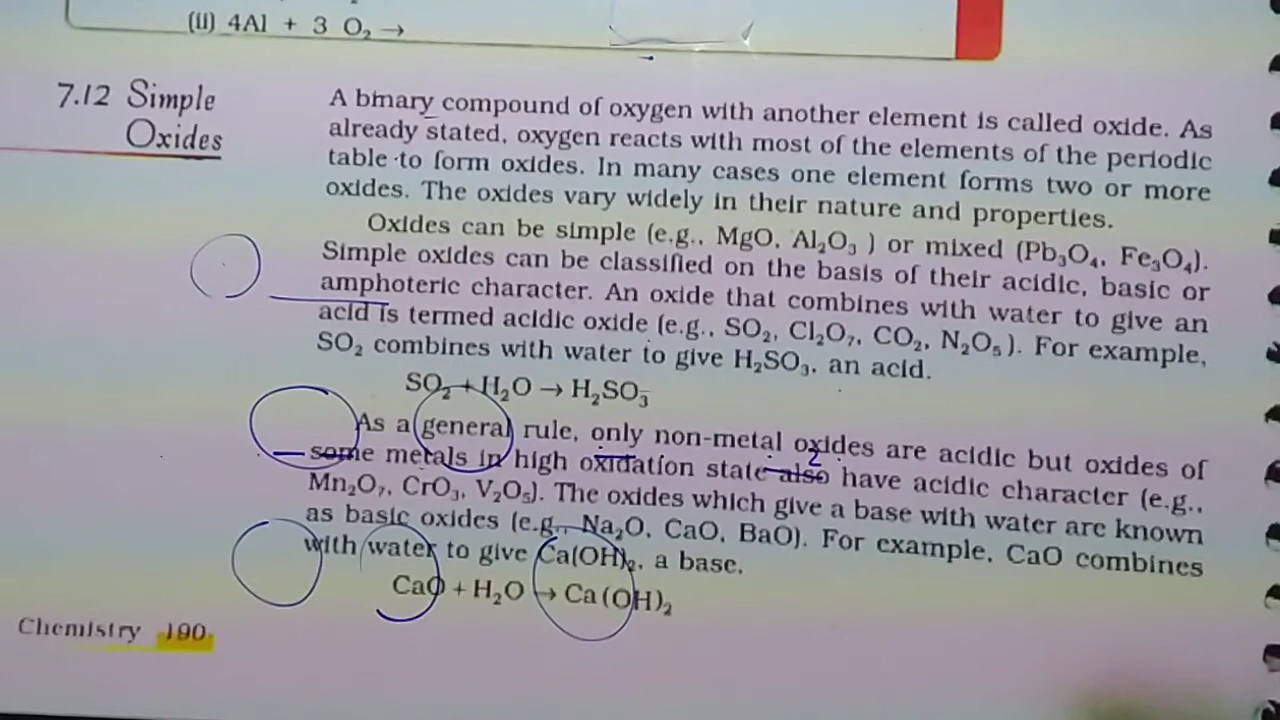 (ii) 4Al + 3 O₂ →
7.12 Simple
Oxides
A binary compound of oxygen with another element is called oxide. As
already stated, oxygen reacts with most of the elements of the periodic
table to form oxides. In many cases one element forms two or more
oxides. The oxides vary widely in their nature and properties.
Oxides can be simple (e.g., MgO, Al₂O₃ ) or mixed (Pb₃O₄, Fe₃O₄).
Simple oxides can be classified on the basis of their acidic, basic or
amphoteric character. An oxide that combines with water to give an
acid is termed acidic oxide (e.g., SO₂, Cl₂O₇, CO₂, N₂O₅ ). For example,
SO₂ combines with water to give H₂SO₃, an acid.
SO₂ + H₂O → H₂SO₃
As a general rule, only non-metal oxides are acidic but oxides of
some metals in high oxidation state also have acidic character (e.g.,
Mn₂O₇, CrO₃, V₂O₅). The oxides which give a base with water are known
as basic oxides (e.g., Na₂O, CaO, BaO). For example, CaO combines
with water to give Ca(OH)₂, a base.
CaO + H₂O → Ca (OH)₂
Chemistry 190